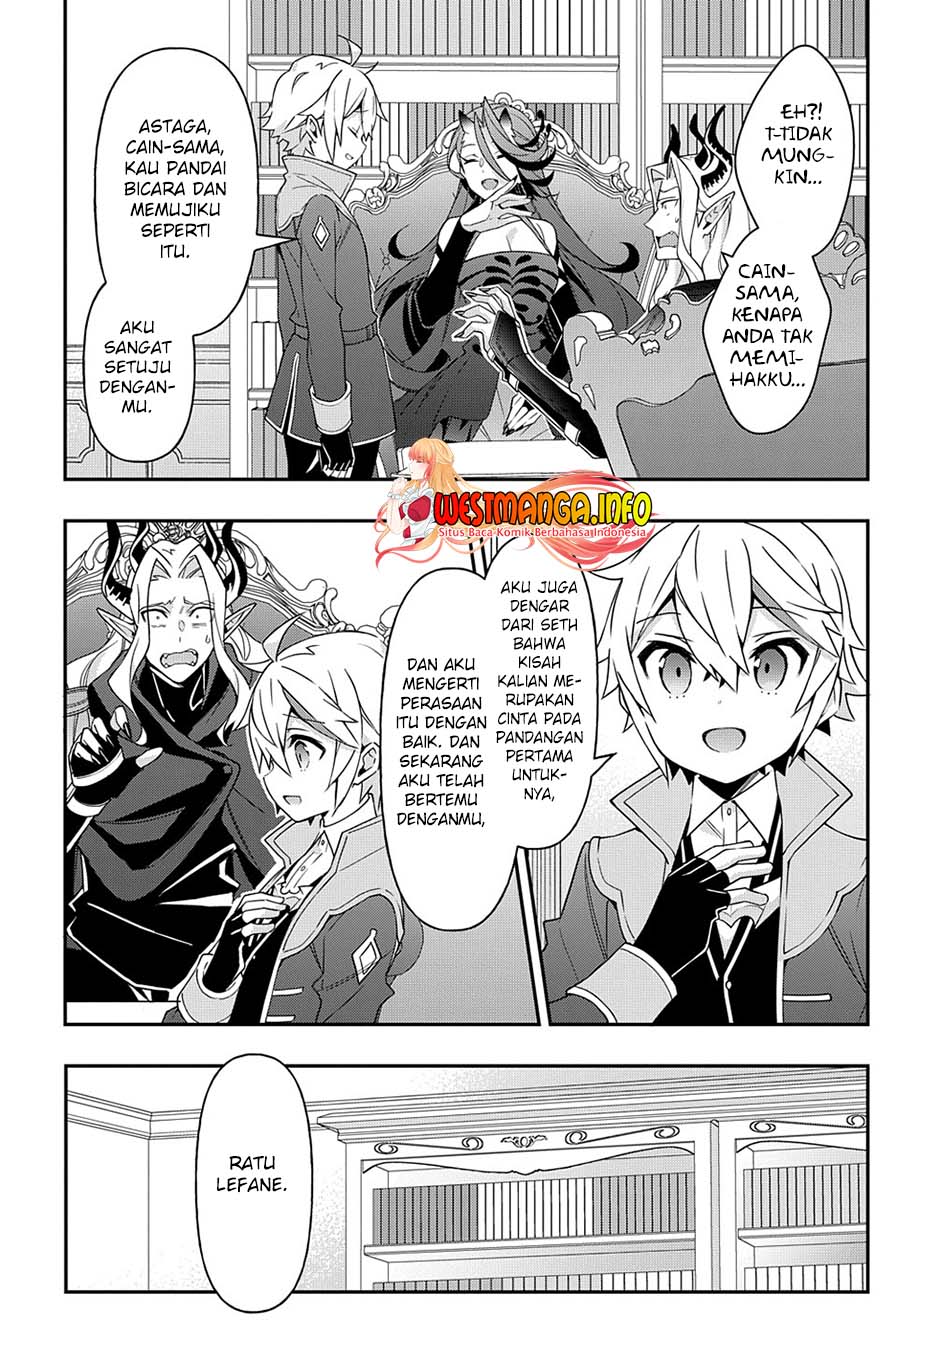 EH?!
T-TIDAK
MUNG-
KIN...
CAIN-
SAMA,
KENAPA
ANDA TAK
MEMI-
HAKKU...
ASTAGA,
CAIN-SAMA,
KAU PANDAI
BICARA DAN
MEMUJIKU
SEPERTI
ITU.
AKU
SANGAT
SETUJU
DENGAN-
MU.
WESTMANGA.INFO
Situs Baca Komik Berbahasa Indonesia
AKU JUGA
DENGAR
DARI SETH
BAHWA
KISAH
KALIAN ME-
RUPAKAN
CINTA PADA
PANDANGAN
PERTAMA
UNTUK-
NYA,
DAN AKU
MENGERTI
PERASAAN
ITU DENGAN
BAIK. DAN
SEKARANG
AKU TELAH
BERTEMU
DENGANMU,
RATU
LEFANE.